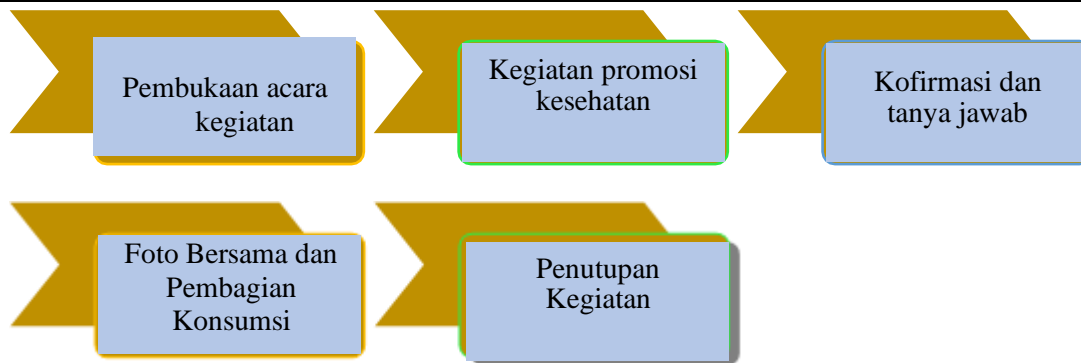 Pembukaan acara
kegiatan
Kegiatan promosi
kesehatan
Kofirmasi dan
tanya jawab
Foto Bersama dan
Pembagian
Konsumsi
Penutupan
Kegiatan